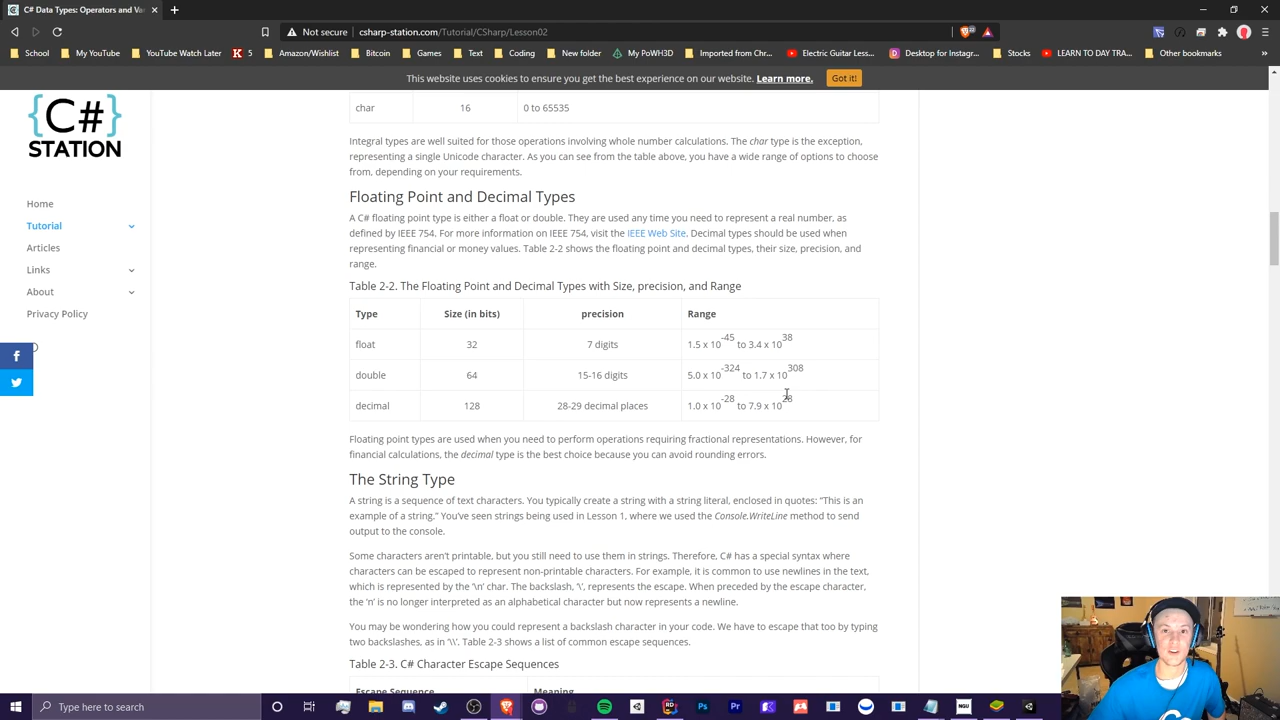 C# Data Types and Var
Not secure csharp-station.com/Tutorial/CSharp/Lesson02
School My YouTubes and YouTube Watcher 5 Amazon Wishlist Bitcoin Coding New folder My PoWH3D Imported from Chrom... Electric Guitar Less... Designs on Instagra... Stocks LEARN TO DAY TRA...
This website uses cookies to ensure you get the best experience on our website. Learn more. Got it!
{C#}
STATION
Home
Tutorial
Articles
Links
About
Privacy Policy
char 16 0 to 65535
Integral types are well suited for those operations involving whole number calculations. The char type is the exception,
representing a single Unicode character. As you can see from the table above, you have a wide range of options to choose
from, depending on your requirements.
Floating Point and Decimal Types
A C# floating point type is either a float or double. They are used any time you need to represent a real number, as
defined by IEEE 754. For more information on IEEE 754, visit the IEEE Web Site. Decimal types should be used when
representing financial or money values. Table 2-2 shows the floating point and decimal types, their size, precision, and
range.
Table 2-2. The Floating Point and Decimal Types with Size, precision, and Range
Type Size (in bits) precision Range
float 32 7 digits 1.5 x 10-45 to 3.4 x 1038
double 64 15-16 digits 5.0 x 10-324 to 1.7 x 10308
decimal 128 28-29 decimal places 1.0 x 10-28 to 7.9 x 1028
Floating point types are used when you need to perform operations requiring fractional representations. However, for
financial calculations, the decimal type is the best choice because you can avoid rounding errors.
The String Type
A string is a sequence of text characters. You typically create a string with a string literal, enclosed in quotes: “This is an
example of a string.” You’ve seen strings being used in Lesson 1, where we used the Console.WriteLine method to send
output to the console.
Some characters aren’t printable, but you still need to use them in strings. Therefore, C# has a special syntax where
characters can be escaped to represent non-printable characters. For example, it is common to use newlines in the text,
which is represented by the ‘\n’ char. The backslash, ‘\’, represents the escape. When preceded by the escape character,
the ‘n’ is no longer interpreted as an alphabetical character but now represents a newline.
You may be wondering how you could represent a backslash character in your code. We have to escape that too by typing
two backslashes, as in ‘\\’. Table 2-3 shows a list of common escape sequences.
Table 2-3. C# Character Escape Sequences
Escape Sequence Meaning
Type here to search